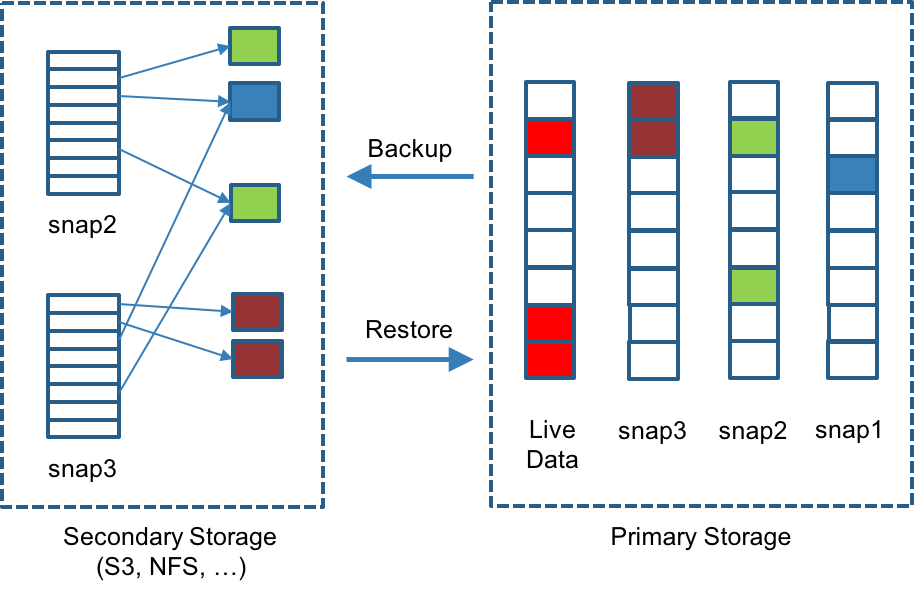 snap2
snap3
Secondary Storage
(S3, NFS, …)
Backup
Restore
Live
Data
snap3
snap2
snap1
Primary Storage